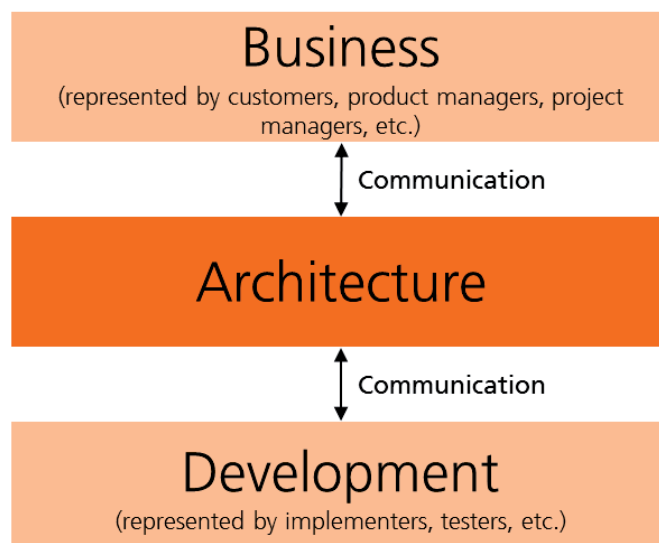 Business
(represented by customers, product managers, project
managers, etc.)
Communication
Architecture
Communication
Development
(represented by implementers, testers, etc.)